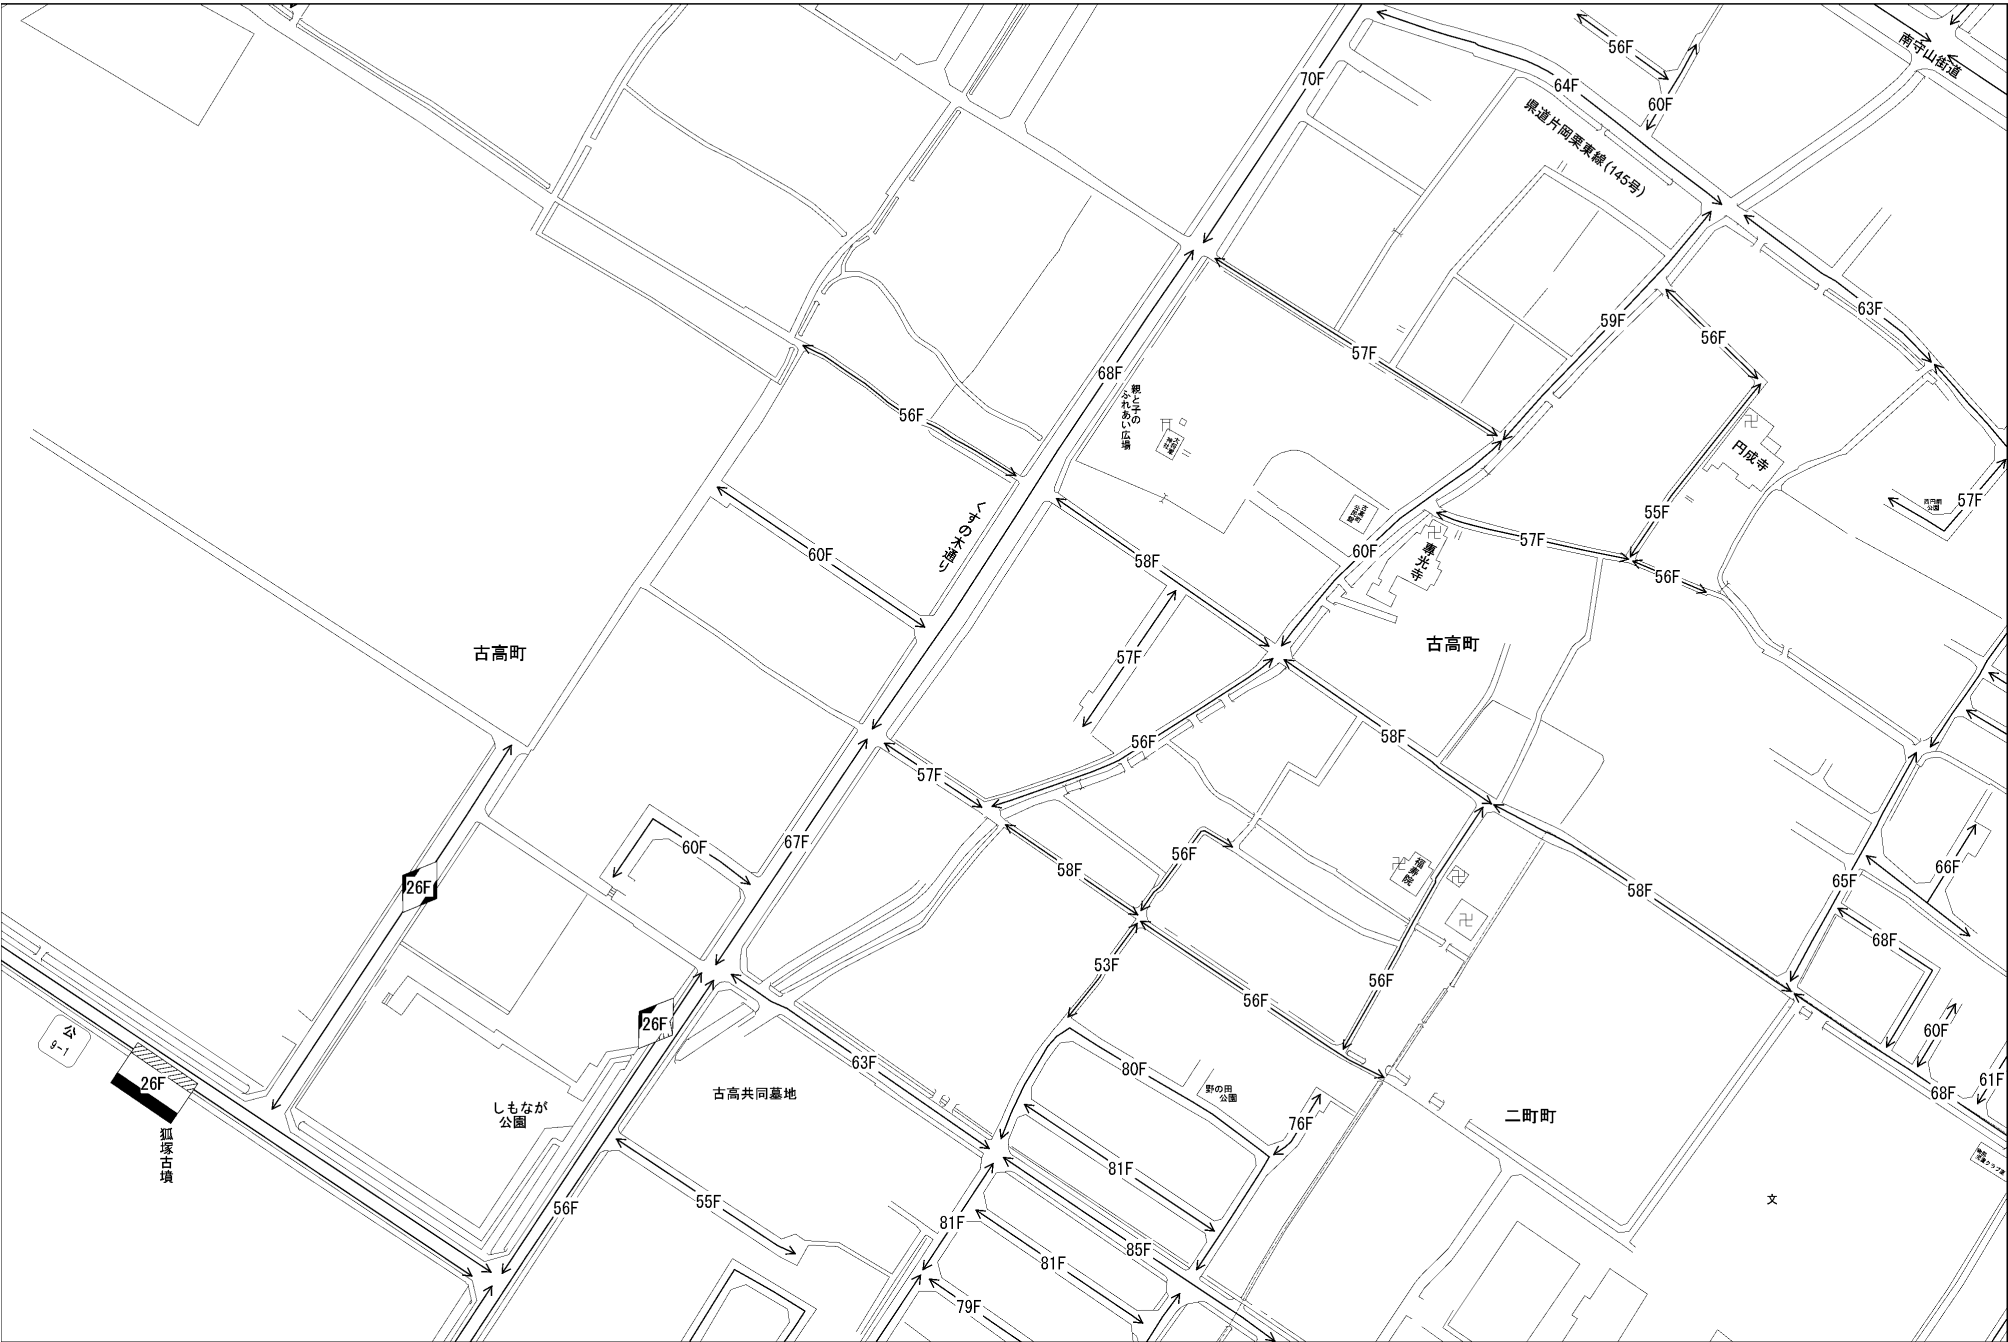 56F
南守山街道
70F
64F
60F
県道片岡栗東線(145号)
63F
59F
56F
57F
68F
親と子の
ふれあい広場
56F
円成寺
57F
55F
くすの木通り
60F
58F
60F
専光寺
57F
56F
57F
古高町
古高町
56F
58F
57F
60F
67F
58F
56F
福寿院
66F
65F
58F
26F
68F
53F
56F
56F
26F
60F
公
9-1
26F
63F
80F
野の田
公園
61F
68F
古高共同墓地
しもなが
公園
76F
二町町
狐塚古墳
81F
文
55F
56F
81F
85F
81F
79F